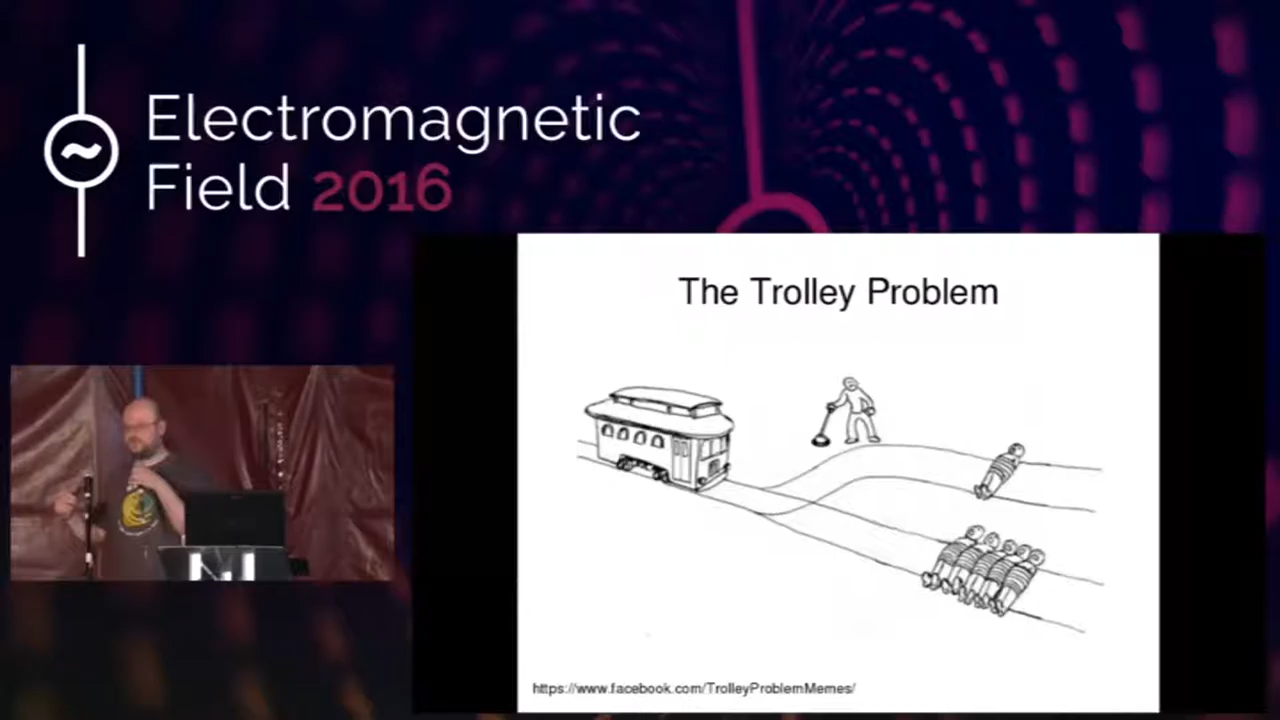 Electromagnetic
Field 2016
The Trolley Problem
https://www.facebook.com/TrolleyProblemMemes/